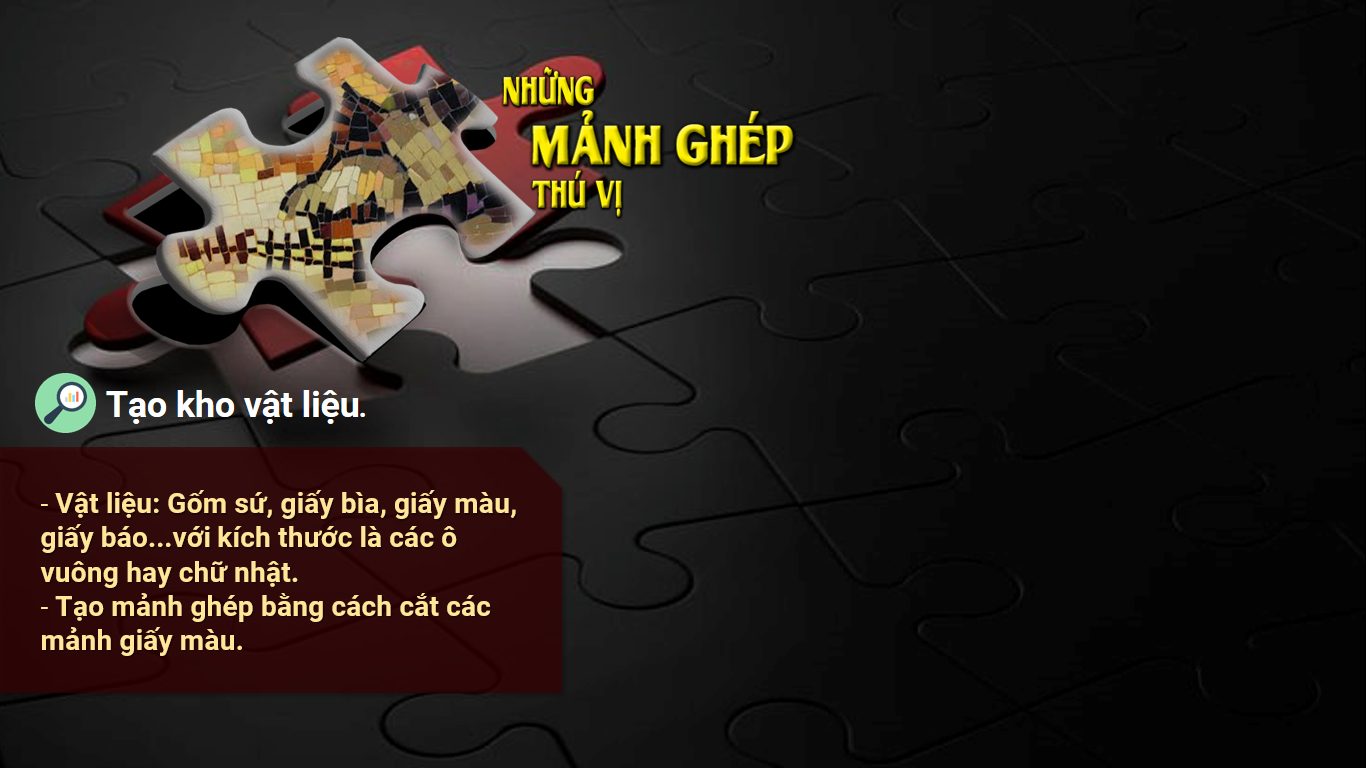 NHỮNG
MẢNH GHÉP
THÚ VỊ
Tạo kho vật liệu.
- Vật liệu: Gốm sứ, giấy bìa, giấy màu,
giấy báo...với kích thước là các ô
vuông hay chữ nhật.
- Tạo mảnh ghép bằng cách cắt các
mảnh giấy màu.